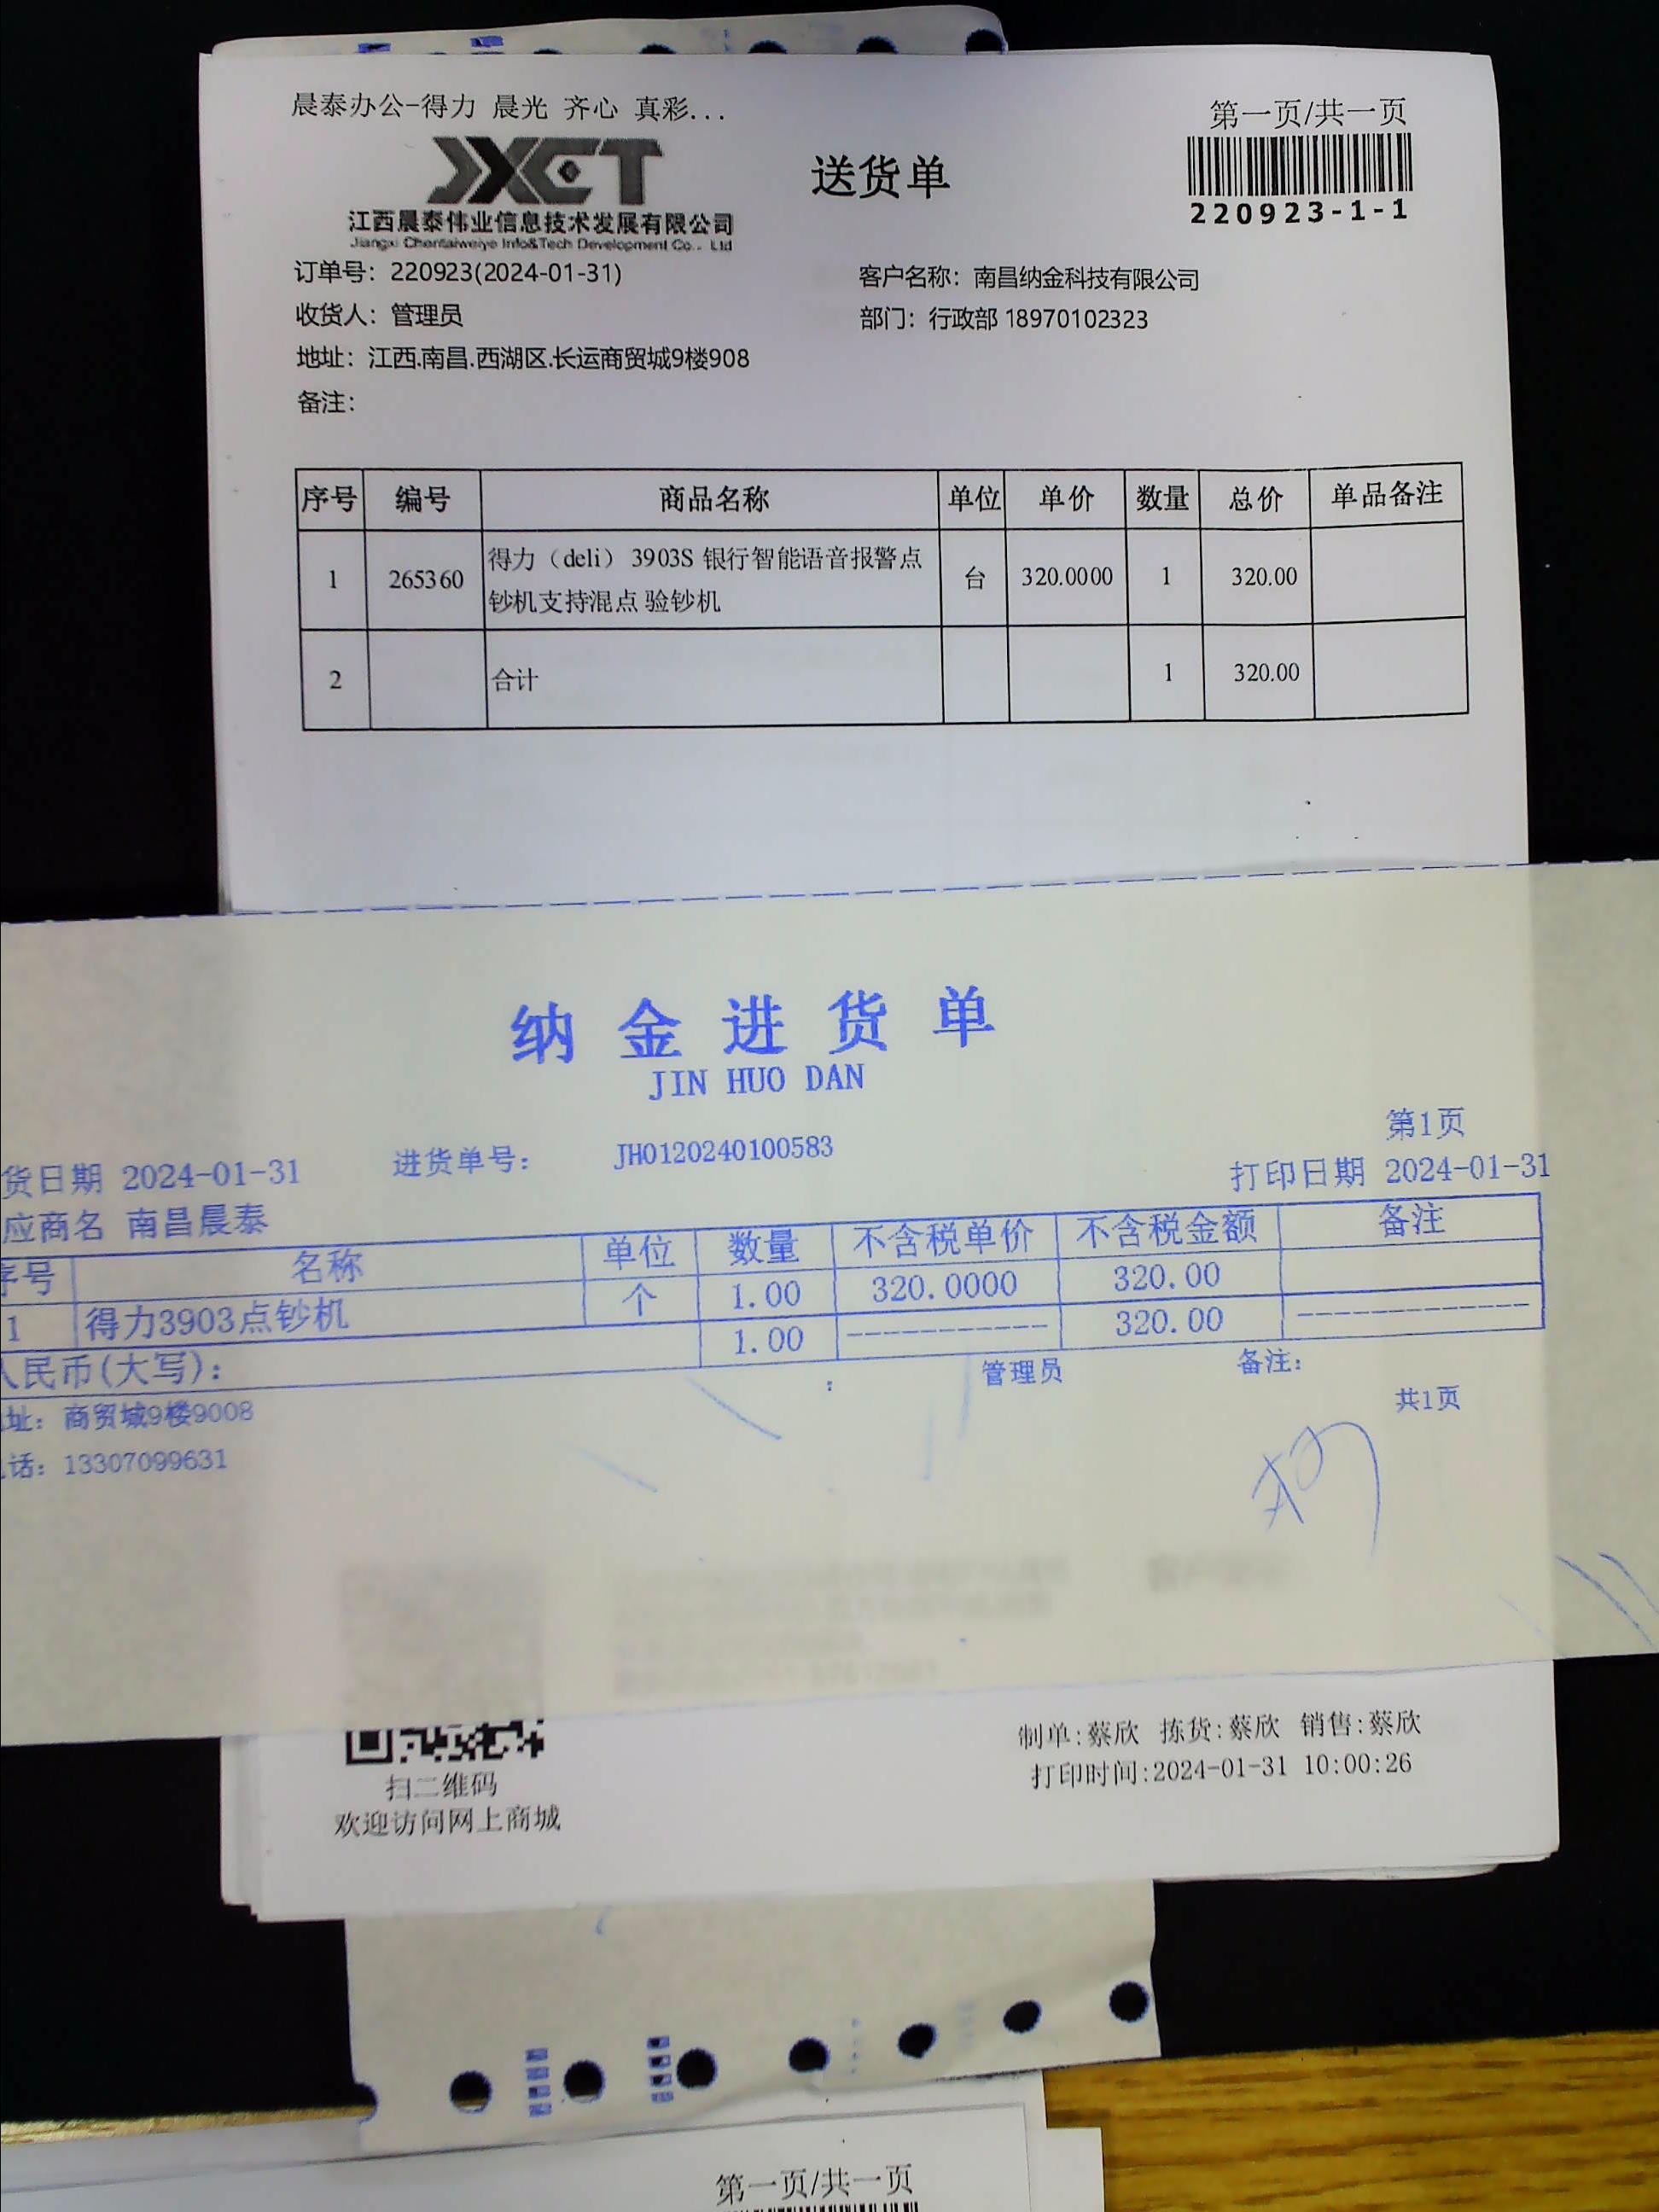 晨泰办公-得力 晨光 齐心 真彩...
第一页/共一页
JXCT
送货单
220923-1-1
江西晨泰伟业信息技术发展有限公司
Jiangxi Chentaiweiye Info&Tech Development Co., Ltd
订单号: 220923(2024-01-31)
客户名称: 南昌纳金科技有限公司
收货人: 管理员
部门: 行政部 18970102323
地址: 江西.南昌.西湖区.长运商贸城9楼908
备注:
序号 编号 商品名称 单位 单价 数量 总价 单品备注
1 265360 得力（deli） 3903S 银行智能语音报警点 台 320.0000 1 320.00
钞机支持混点 验钞机
2 合计 1 320.00
纳金进货单
JIN HUO DAN
第1页
货日期 2024-01-31 进货单号: JH0120240100583 打印日期 2024-01-31
应商名 南昌晨泰
序号 名称 单位 数量 不含税单价 不含税金额 备注
1 得力3903点钞机 个 1.00 320.0000 320.00
1.00 ------------ 320.00 --------------
人民币(大写):
: 管理员 备注:
址: 商贸城9楼9008
共1页
话: 13307099631
制单:蔡欣 拣货:蔡欣 销售:蔡欣
打印时间:2024-01-31 10:00:26
扫二维码
欢迎访问网上商城
第一页/共一页